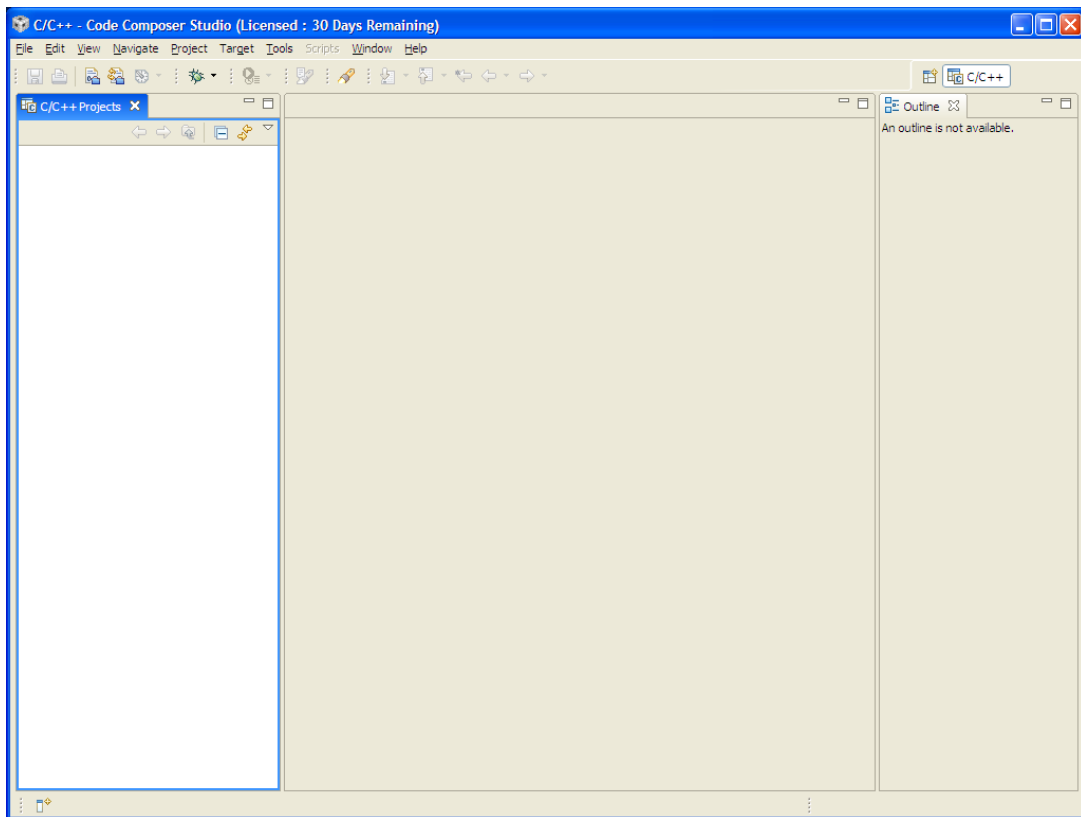 C/C++ - Code Composer Studio (Licensed : 30 Days Remaining)
File Edit View Navigate Project Target Tools Scripts Window Help
C/C++
C/C++ Projects
Outline
An outline is not available.